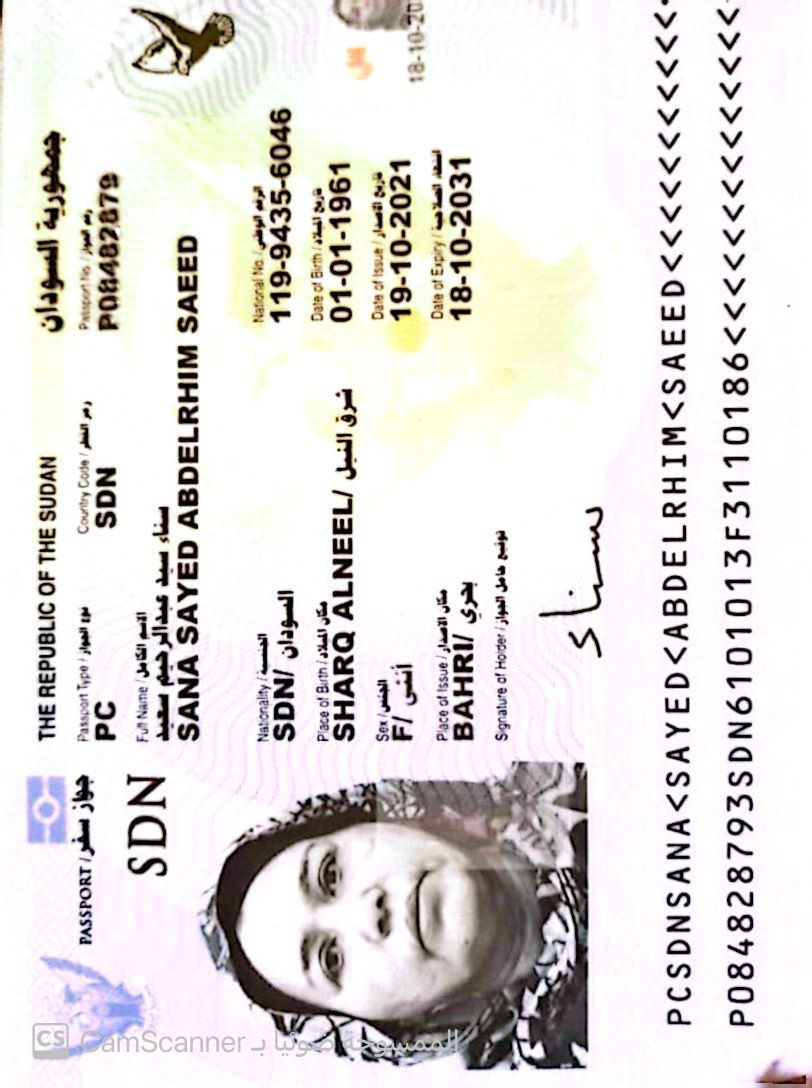 THE REPUBLIC OF THE SUDAN جمهورية السودان
PASSPORT / جواز سفر
Passport Type / نوع الجواز Country Code / رمز القطر Passport No / رقم الجواز
PC SDN P08482879
SDN
Full Name / الاسم الكامل
سناء سيد عبدالرحيم سعيد
SANA SAYED ABDELRHIM SAEED
Nationality / الجنسية National No. / الرقم الوطني
SDN/ السودان 119-9435-6046
Place of Birth / مكان الميلاد Date of Birth / تاريخ الميلاد
SHARQ ALNEEL/ شرق النيل 01-01-1961
Sex / الجنس Date of Issue / تاريخ الاصدار
F/ أنثى 19-10-2021
Place of Issue / مكان الاصدار Date of Expiry / انتهاء الصلاحية
BAHRI/ بحري 18-10-2031
Signature of Holder / توقيع حامل الجواز
سناء
18-10-20
PCSDNSANA<SAYED<ABDELRHIM<SAEED<<<<<<<<<<<<<
P084828793SDN6101013F3110186<<<<<<<<<<<<<<<<
CS الممسوحة ضوئيا بـ CamScanner